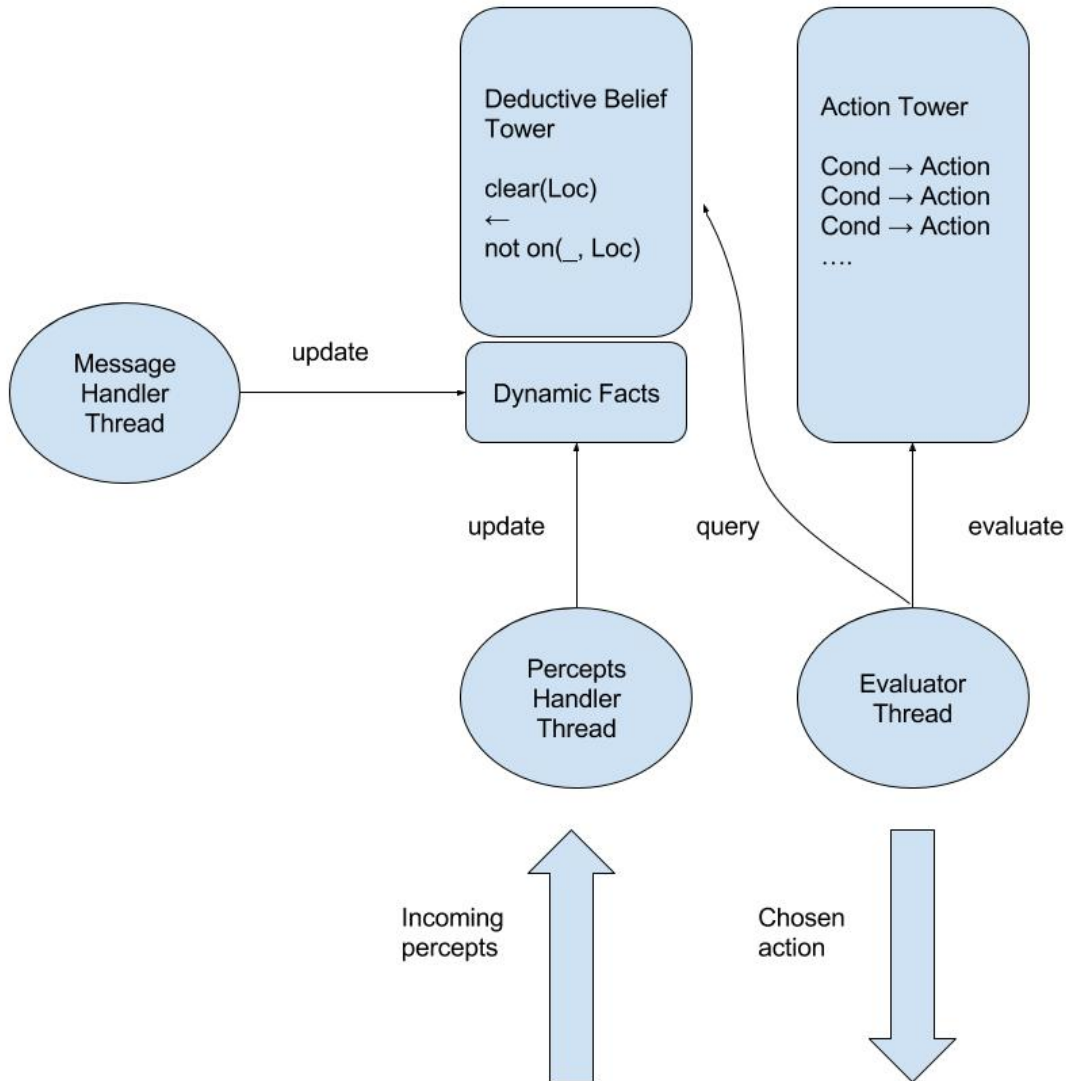 Deductive Belief
Tower
clear(Loc)
←
not on(_, Loc)
Action Tower
Cond → Action
Cond → Action
Cond → Action
….
Message
Handler
Thread
update
Dynamic Facts
update
query
evaluate
Percepts
Handler
Thread
Evaluator
Thread
Incoming
percepts
Chosen
action